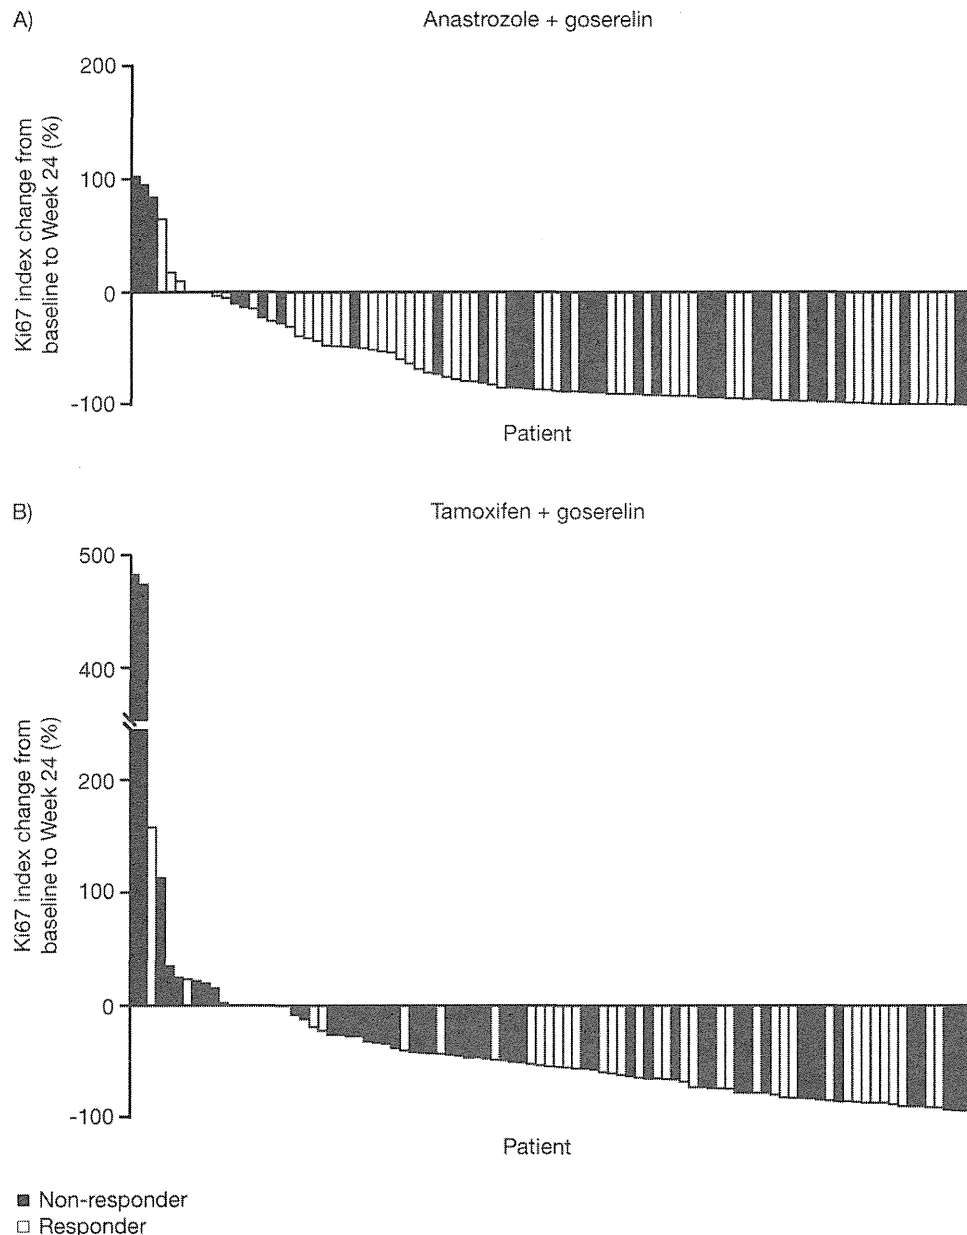 A)
Anastrozole + goserelin
Ki67 index change from
baseline to Week 24 (%)
200
100
0
-100
Patient
B)
Tamoxifen + goserelin
Ki67 index change from
baseline to Week 24 (%)
500
400
200
100
0
-100
Patient
Non-responder
Responder